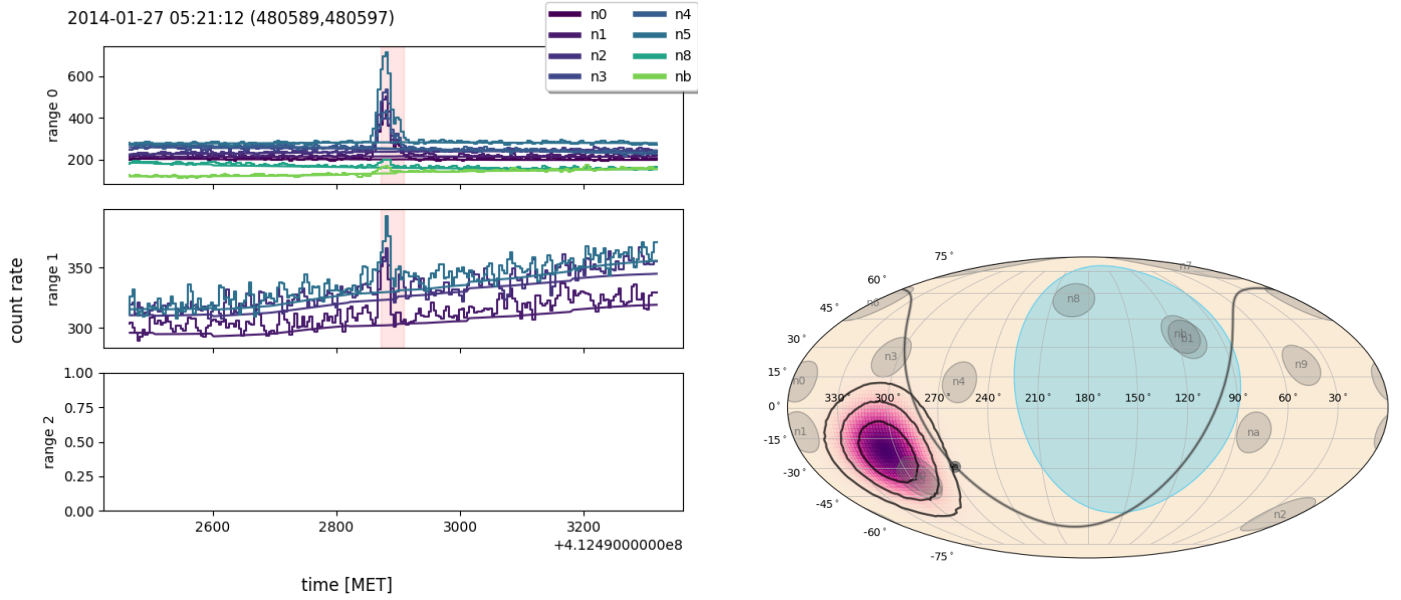 2014-01-27 05:21:12 (480589,480597)
n0 n4
n1 n5
n2 n8
n3 nb
range 0
600
400
200
count rate
range 1
350
300
range 2
1.00
0.75
0.50
0.25
0.00
2600 2800 3000 3200
+4.1249000000e8
time [MET]
75°
60°
45°
30°
15°
0°
-15°
-30°
-45°
-60°
-75°
330° 300° 270° 240° 210° 180° 150° 120° 90° 60° 30°
n7
n8
nb
b1
n3
n9
n0
n4
n1
na
n2